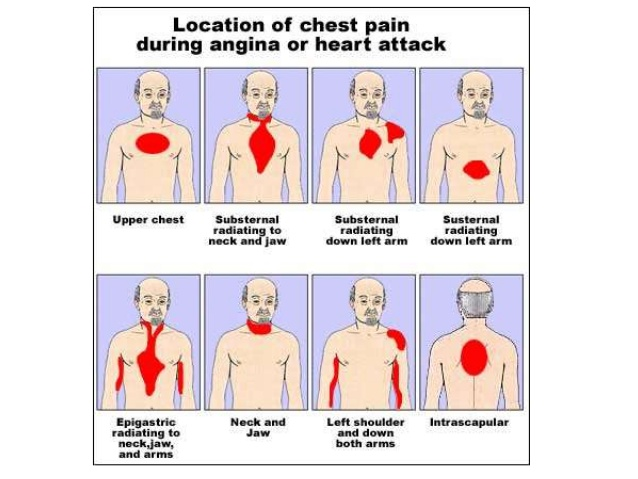 Location of chest pain
during angina or heart attack
Upper chest
Substernal
radiating to
neck and jaw
Substernal
radiating
down left arm
Susternal
radiating
down left arm
Epigastric
radiating to
neck,jaw,
and arms
Neck and
Jaw
Left shoulder
and down
both arms
Intrascapular